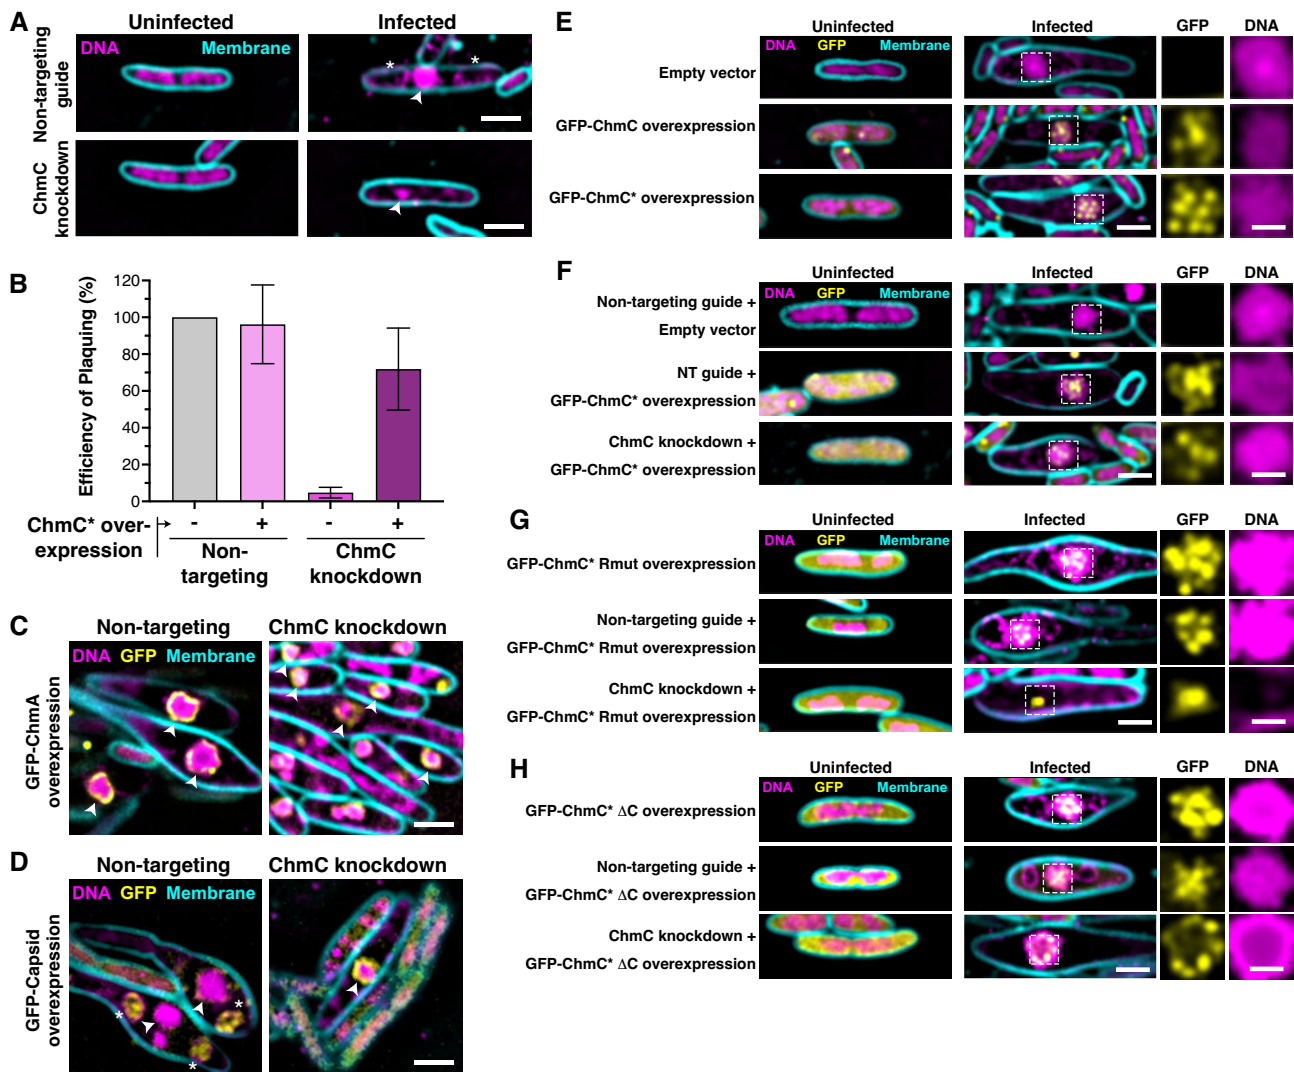 A
Uninfected
Infected
Non-targeting
guide
DNA
Membrane
*
*
ChmC
knockdown
B
Efficiency of Plaquing (%)
120
100
80
60
40
20
0
ChmC* over-
expression
-
+
-
+
Non-
targeting
ChmC
knockdown
C
Non-targeting
ChmC knockdown
GFP-ChmA
overexpression
DNA GFP Membrane
D
Non-targeting
ChmC knockdown
GFP-Capsid
overexpression
DNA GFP Membrane
*
*
*
E
Uninfected
Infected
GFP
DNA
DNA GFP Membrane
Empty vector
GFP-ChmC overexpression
GFP-ChmC* overexpression
F
Uninfected
Infected
GFP
DNA
DNA GFP Membrane
Non-targeting guide +
Empty vector
NT guide +
GFP-ChmC* overexpression
ChmC knockdown +
GFP-ChmC* overexpression
G
Uninfected
Infected
GFP
DNA
DNA GFP Membrane
GFP-ChmC* Rmut overexpression
Non-targeting guide +
GFP-ChmC* Rmut overexpression
ChmC knockdown +
GFP-ChmC* Rmut overexpression
H
Uninfected
Infected
GFP
DNA
DNA GFP Membrane
GFP-ChmC* ΔC overexpression
Non-targeting guide +
GFP-ChmC* ΔC overexpression
ChmC knockdown +
GFP-ChmC* ΔC overexpression